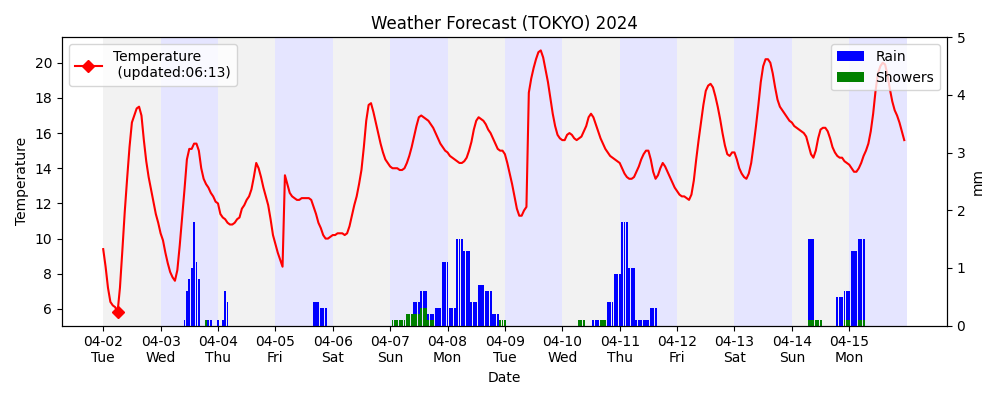 Weather Forecast (TOKYO) 2024
Temperature
(updated:06:13)
Rain
Showers
Temperature
20
18
16
14
12
10
8
6
5
4
3
2
1
0
mm
04-02 04-03 04-04 04-05 04-06 04-07 04-08 04-09 04-10 04-11 04-12 04-13 04-14 04-15
Tue Wed Thu Fri Sat Sun Mon Tue Wed Thu Fri Sat Sun Mon
Date